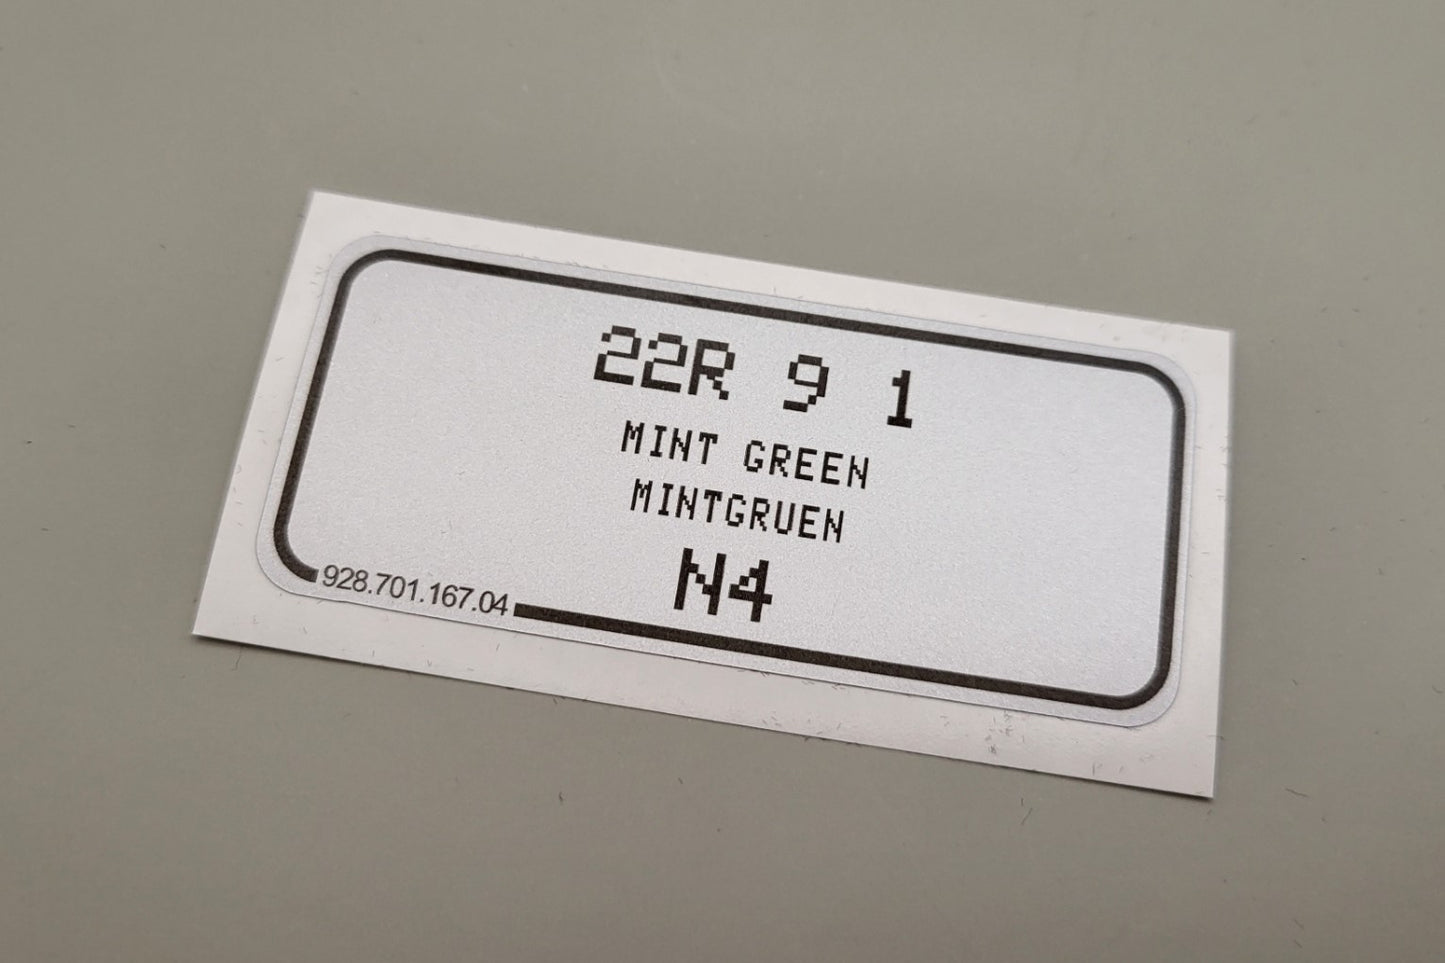 22R 9 1
MINT GREEN
MINTGRUEN
N4
928.701.167.04